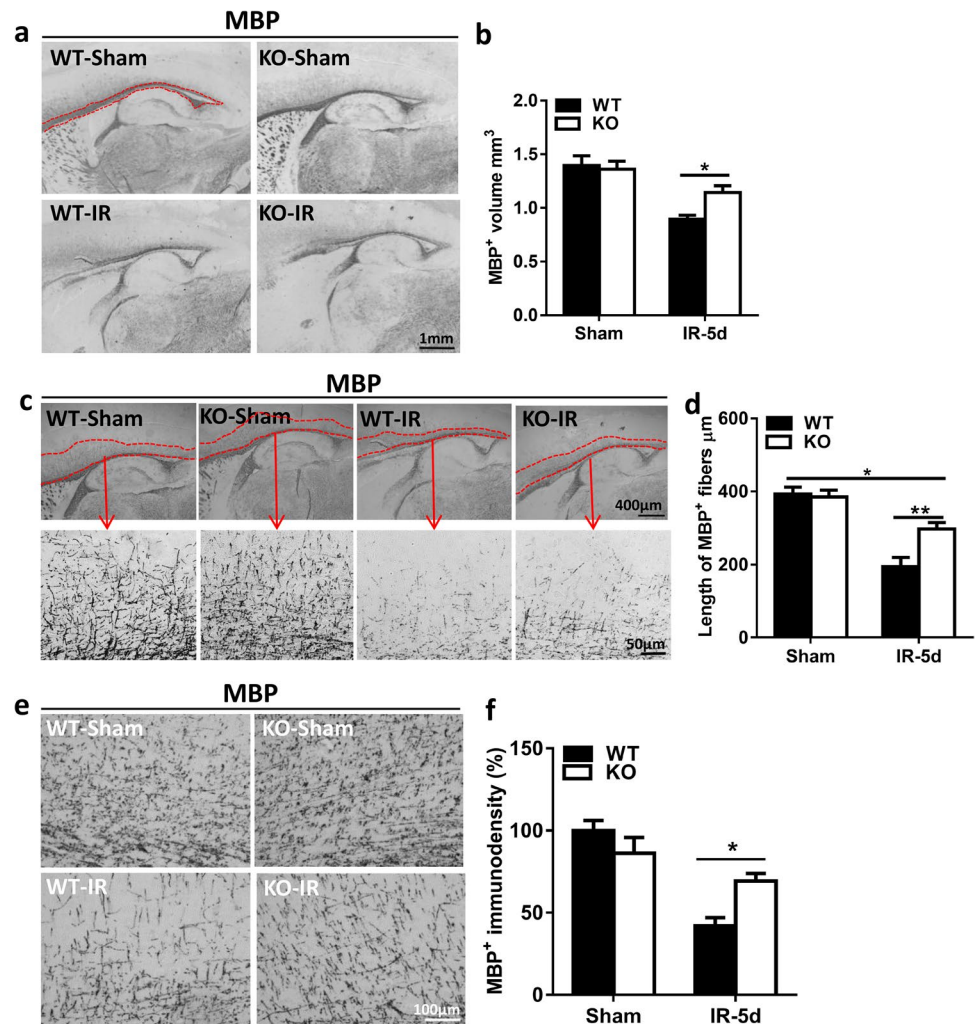 a
MBP
WT-Sham
KO-Sham
WT-IR
KO-IR
1mm
b
2.0
1.5
1.0
0.5
0.0
MBP⁺ volume mm³
WT
KO
*
Sham
IR-5d
c
MBP
WT-Sham
KO-Sham
WT-IR
KO-IR
400μm
50μm
d
600
400
200
0
Length of MBP⁺ fibers μm
WT
KO
*
**
Sham
IR-5d
e
MBP
WT-Sham
KO-Sham
WT-IR
KO-IR
100μm
f
150
100
50
0
MBP⁺ immunodensity (%)
WT
KO
*
Sham
IR-5d